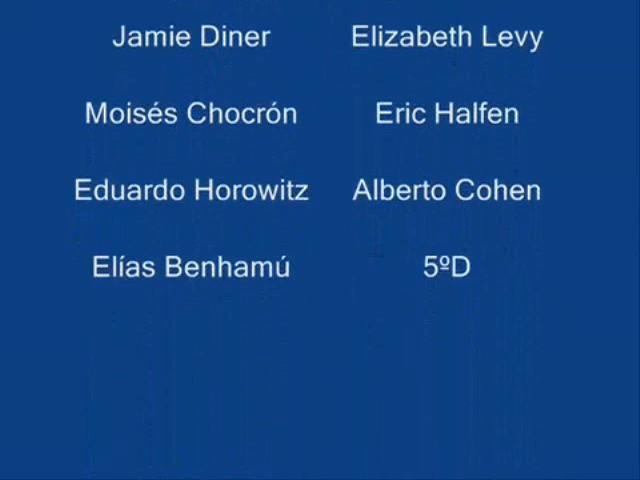 Jamie Diner Elizabeth Levy
Moisés Chocrón Eric Halfen
Eduardo Horowitz Alberto Cohen
Elías Benhamú 5ºD